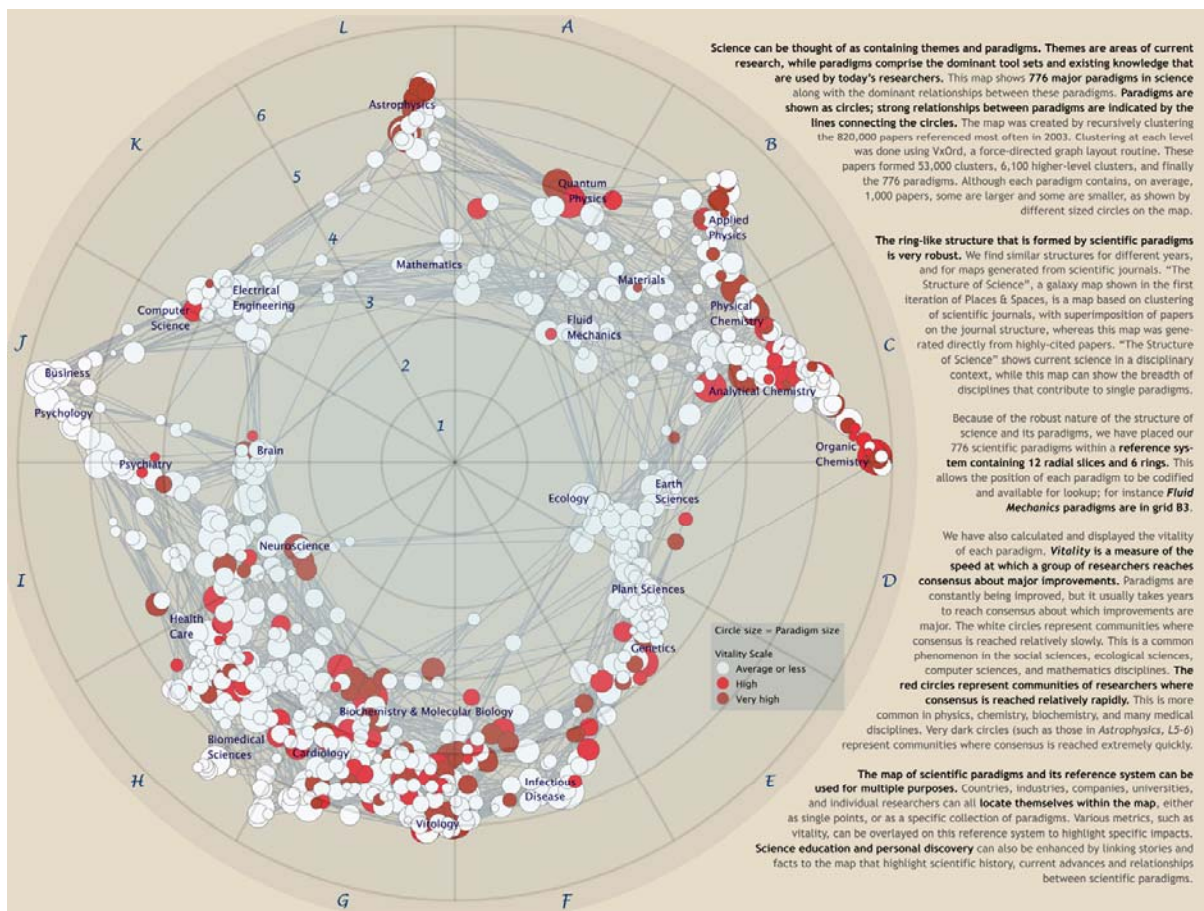 L
A
B
C
D
E
F
G
H
I
J
K
6
5
4
3
2
1
Astrophysics
Quantum
Physics
Applied
Physics
Mathematics
Materials
Electrical
Engineering
Computer
Science
Fluid
Mechanics
Physical
Chemistry
Business
Psychology
Analytical Chemistry
Psychiatry
Brain
Organic
Chemistry
Ecology
Earth
Sciences
Neuroscience
Plant Sciences
Health
Care
Genetics
Biochemistry & Molecular Biology
Biomedical
Sciences
Cardiology
Infectious
Disease
Virology
Circle size = Paradigm size
Vitality Scale
Average or less
High
Very high
Science can be thought of as containing themes and paradigms. Themes are areas of current
research, while paradigms comprise the dominant tool sets and existing knowledge that
are used by today's researchers. This map shows 776 major paradigms in science
along with the dominant relationships between these paradigms. Paradigms are
shown as circles; strong relationships between paradigms are indicated by the
lines connecting the circles. The map was created by recursively clustering
the 820,000 papers referenced most often in 2003. Clustering at each level
was done using VxOrd, a force-directed graph layout routine. These
papers formed 53,000 clusters, 6,100 higher-level clusters, and finally
the 776 paradigms. Although each paradigm contains, on average,
1,000 papers, some are larger and some are smaller, as shown by
different sized circles on the map.
The ring-like structure that is formed by scientific paradigms
is very robust. We find similar structures for different years,
and for maps generated from scientific journals. "The
Structure of Science", a galaxy map shown in the first
iteration of Places & Spaces, is a map based on clustering
of scientific journals, with superimposition of papers
on the journal structure, whereas this map was gene-
rated directly from highly-cited papers. "The Structure
of Science" shows current science in a disciplinary
context, while this map can show the breadth of
disciplines that contribute to single paradigms.
Because of the robust nature of the structure of
science and its paradigms, we have placed our
776 scientific paradigms within a reference sys-
tem containing 12 radial slices and 6 rings. This
allows the position of each paradigm to be codified
and available for lookup; for instance Fluid
Mechanics paradigms are in grid B3.
We have also calculated and displayed the vitality
of each paradigm. Vitality is a measure of the
speed at which a group of researchers reaches
consensus about major improvements. Paradigms are
constantly being improved, but it usually takes years
to reach consensus about which improvements are
major. The white circles represent communities where
consensus is reached relatively slowly. This is a common
phenomenon in the social sciences, ecological sciences,
computer sciences, and mathematics disciplines. The
red circles represent communities of researchers where
consensus is reached relatively rapidly. This is more
common in physics, chemistry, biochemistry, and many medical
disciplines. Very dark circles (such as those in Astrophysics, L5-6)
represent communities where consensus is reached extremely quickly.
The map of scientific paradigms and its reference system can be
used for multiple purposes. Countries, industries, companies, universities,
and individual researchers can all locate themselves within the map, either
as single points, or as a specific collection of paradigms. Various metrics, such as
vitality, can be overlayed on this reference system to highlight specific impacts.
Science education and personal discovery can also be enhanced by linking stories and
facts to the map that highlight scientific history, current advances and relationships
between scientific paradigms.